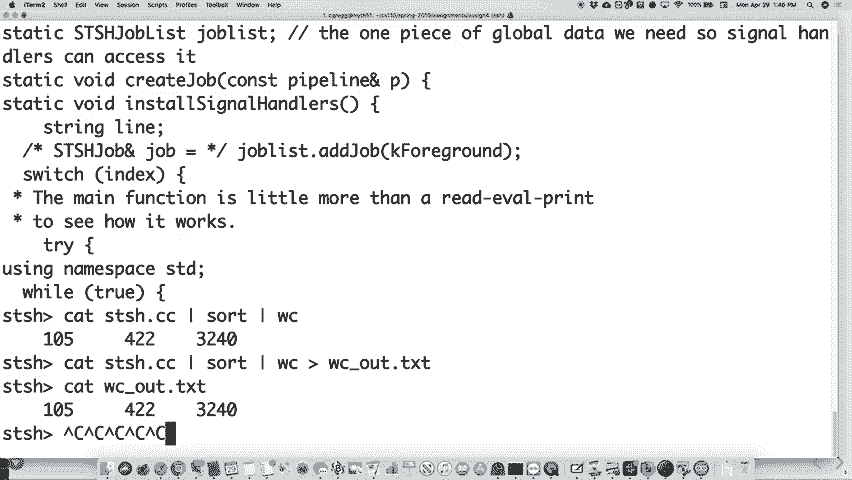 iTerm2 Shell Edit View Session Scripts Profiles Toolbelt Window Help 100% Mon Apr 29 1:46 PM
static STSHJobList joblist; // the one piece of global data we need so signal han
dlers can access it
static void createJob(const pipeline& p) {
static void installSignalHandlers() {
string line;
/* STSHJob& job = */ joblist.addJob(kForeground);
switch (index) {
* The main function is little more than a read-eval-print
* to see how it works.
try {
using namespace std;
while (true) {
stsh> cat stsh.cc | sort | wc
105 422 3240
stsh> cat stsh.cc | sort | wc > wc_out.txt
stsh> cat wc_out.txt
105 422 3240
stsh> ^C^C^C^C^C